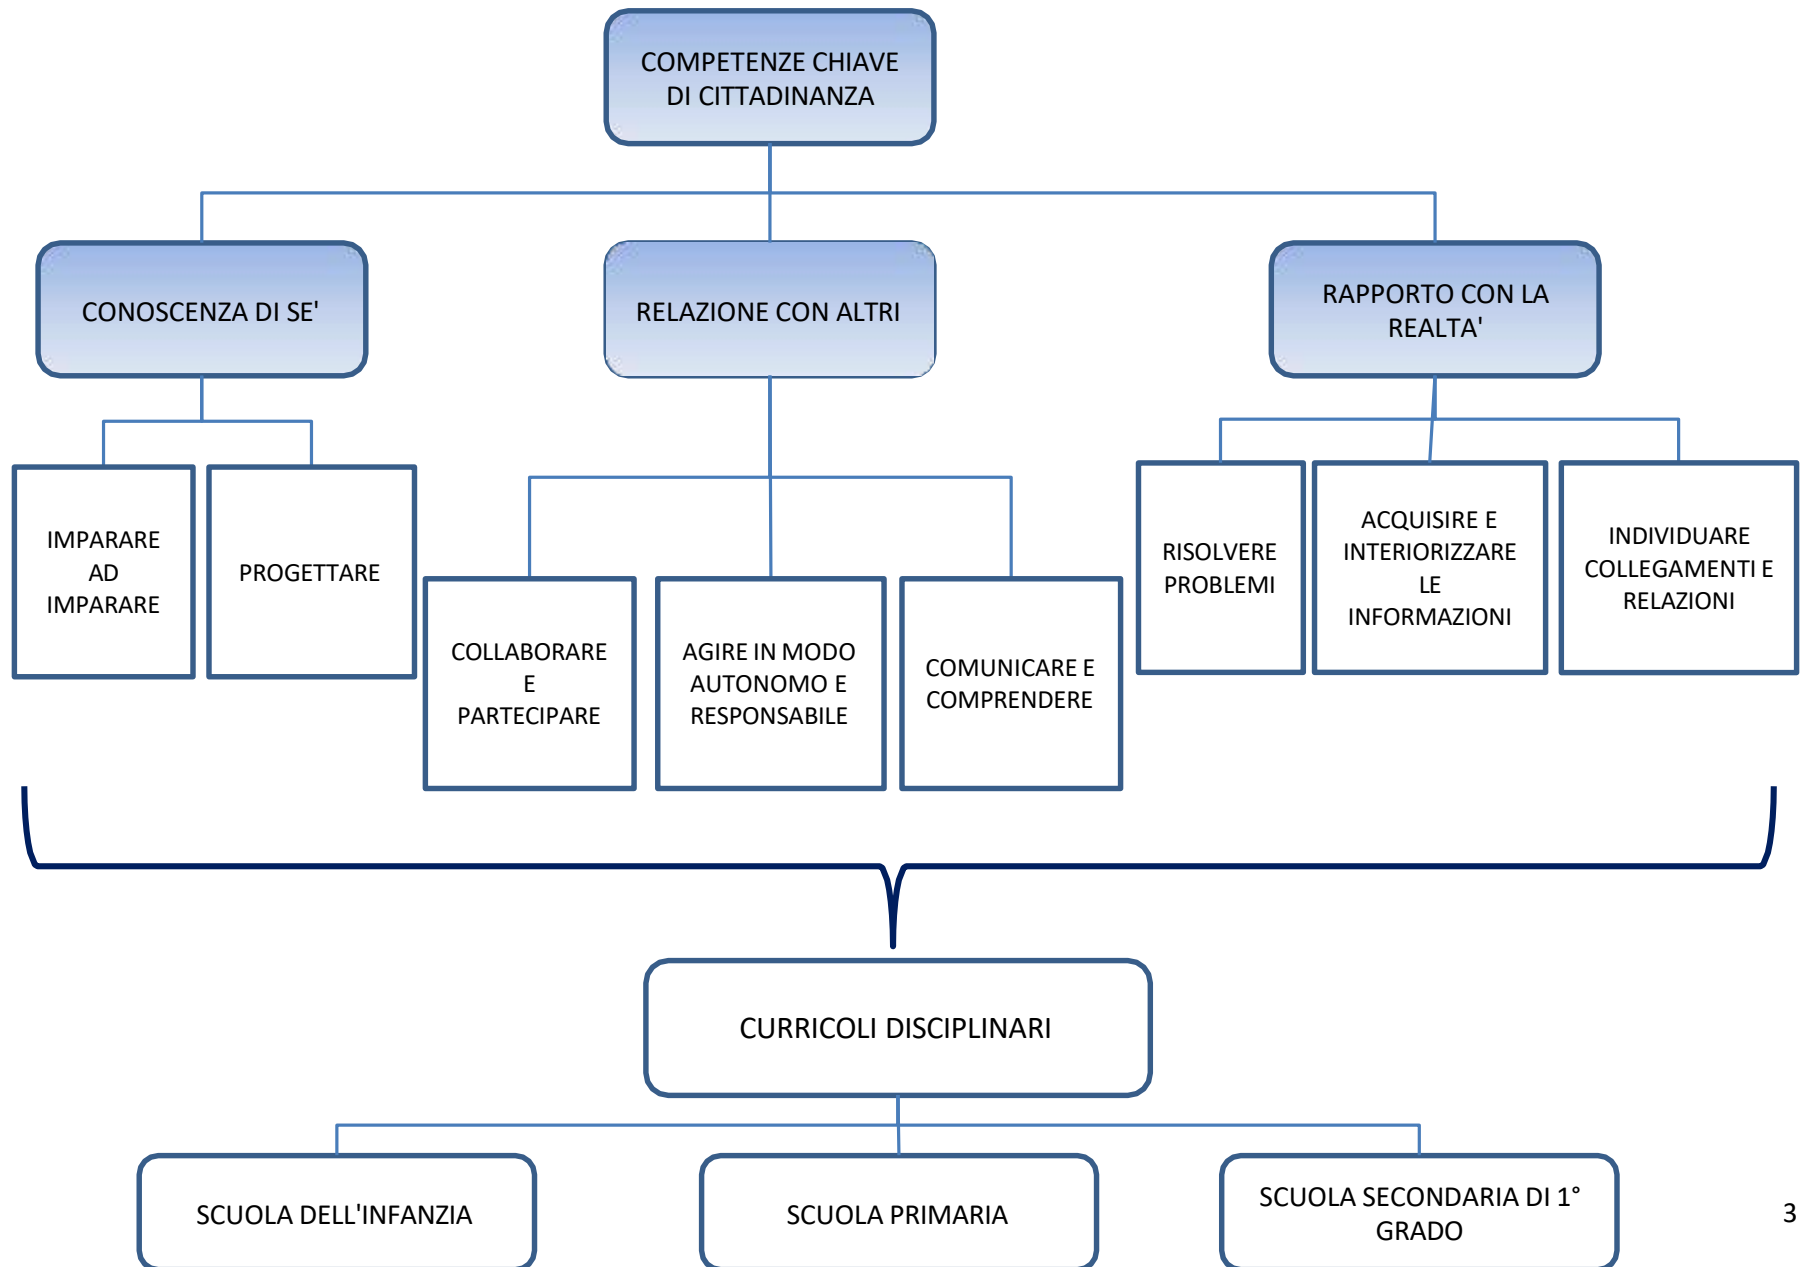 COMPETENZE CHIAVE
DI CITTADINANZA
CONOSCENZA DI SE'
RELAZIONE CON ALTRI
RAPPORTO CON LA
REALTA'
IMPARARE
AD
IMPARARE
PROGETTARE
COLLABORARE
E
PARTECIPARE
AGIRE IN MODO
AUTONOMO E
RESPONSABILE
COMUNICARE E
COMPRENDERE
RISOLVERE
PROBLEMI
ACQUISIRE E
INTERIORIZZARE
LE
INFORMAZIONI
INDIVIDUARE
COLLEGAMENTI E
RELAZIONI
CURRICOLI DISCIPLINARI
SCUOLA DELL'INFANZIA
SCUOLA PRIMARIA
SCUOLA SECONDARIA DI 1°
GRADO
3